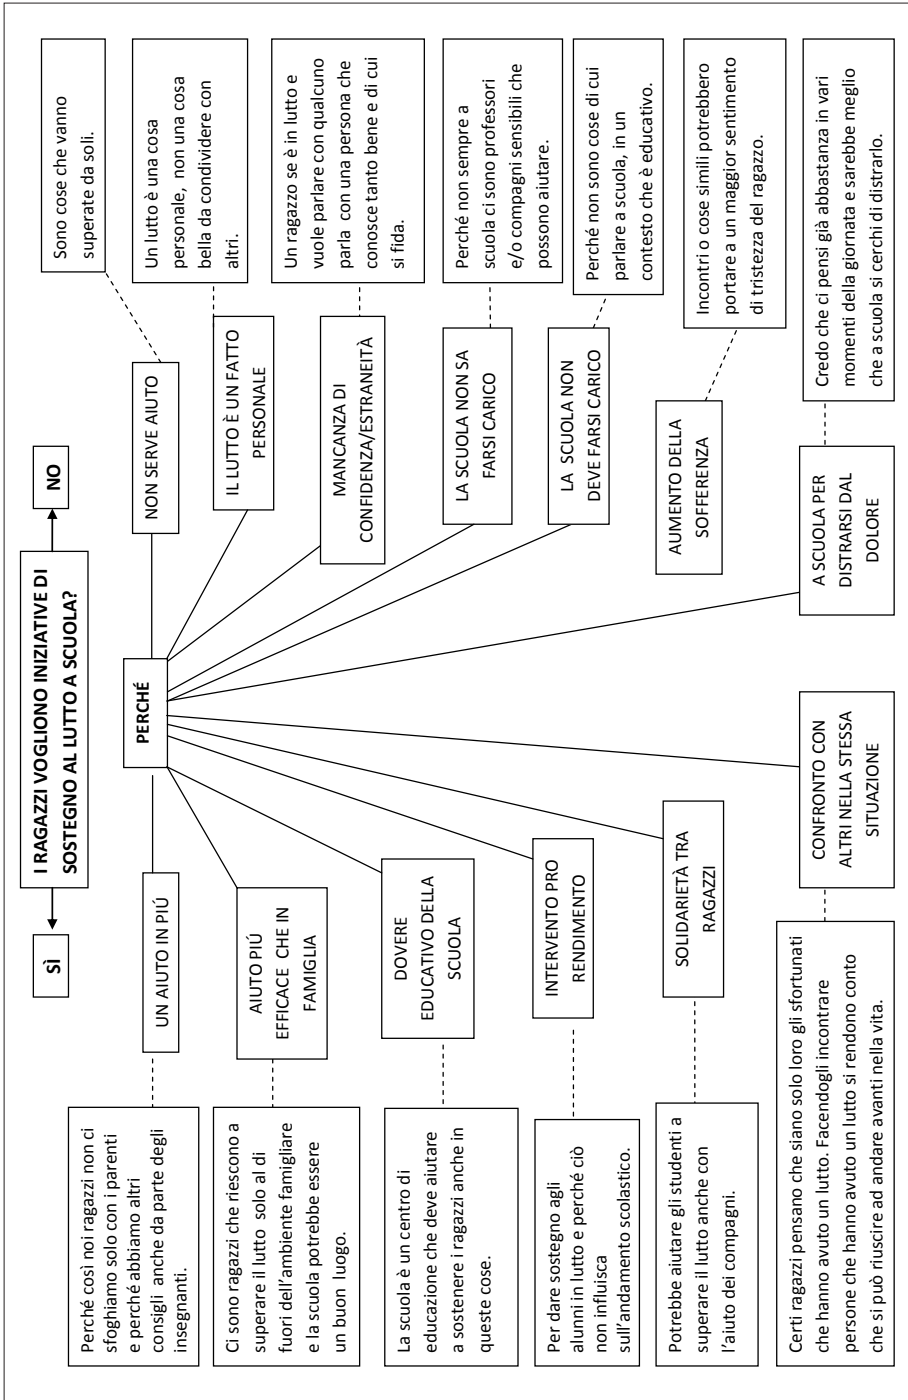 I RAGAZZI VOGLIONO INIZIATIVE DI
SOSTEGNO AL LUTTO A SCUOLA?
SÌ
NO
PERCHÉ
Perché così noi ragazzi non ci
sfoghiamo solo con i parenti
e perché abbiamo altri
consigli anche da parte degli
insegnanti.
UN AIUTO IN PIÚ
NON SERVE AIUTO
Sono cose che vanno
superate da soli.
Ci sono ragazzi che riescono a
superare il lutto solo al di
fuori dell’ambiente famigliare
e la scuola potrebbe essere
un buon luogo.
AIUTO PIÚ
EFFICACE CHE IN
FAMIGLIA
IL LUTTO È UN FATTO
PERSONALE
Un lutto è una cosa
personale, non una cosa
bella da condividere con
altri.
La scuola è un centro di
educazione che deve aiutare
a sostenere i ragazzi anche in
queste cose.
DOVERE
EDUCATIVO DELLA
SCUOLA
MANCANZA DI
CONFIDENZA/ESTRANEITÀ
Un ragazzo se è in lutto e
vuole parlare con qualcuno
parla con una persona che
conosce tanto bene e di cui
si fida.
Per dare sostegno agli
alunni in lutto e perché ciò
non influisca
sull’andamento scolastico.
INTERVENTO PRO
RENDIMENTO
LA SCUOLA NON SA
FARSI CARICO
Perché non sempre a
scuola ci sono professori
e/o compagni sensibili che
possono aiutare.
LA SCUOLA NON
DEVE FARSI CARICO
Perché non sono cose di cui
parlare a scuola, in un
contesto che è educativo.
Potrebbe aiutare gli studenti a
superare il lutto anche con
l’aiuto dei compagni.
SOLIDARIETÀ TRA
RAGAZZI
AUMENTO DELLA
SOFFERENZA
Incontri o cose simili potrebbero
portare a un maggior sentimento
di tristezza del ragazzo.
Certi ragazzi pensano che siano solo loro gli sfortunati
che hanno avuto un lutto. Facendogli incontrare
persone che hanno avuto un lutto si rendono conto
che si può riuscire ad andare avanti nella vita.
CONFRONTO CON
ALTRI NELLA STESSA
SITUAZIONE
A SCUOLA PER
DISTRARSI DAL
DOLORE
Credo che ci pensi già abbastanza in vari
momenti della giornata e sarebbe meglio
che a scuola si cerchi di distrarlo.